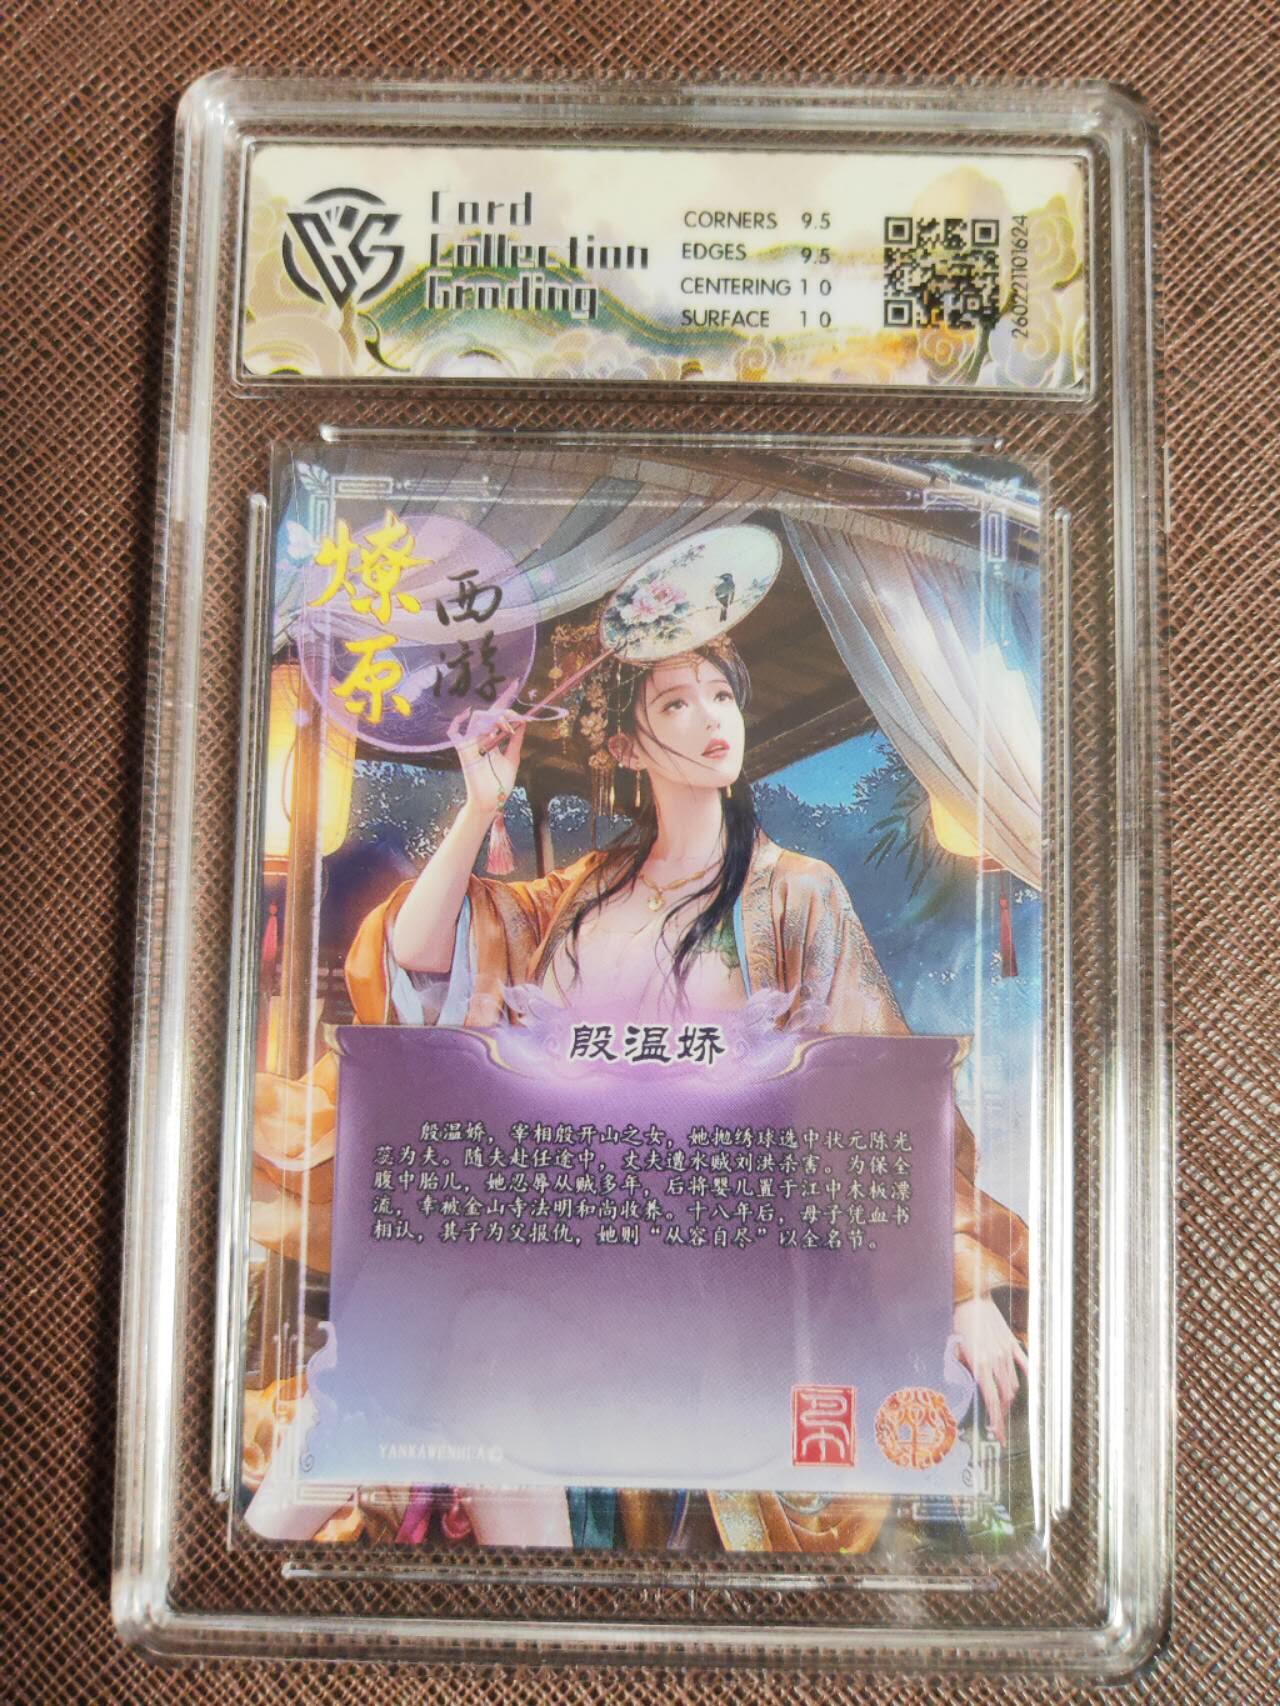 CCG
Card
Collection
Grading
CORNERS 9.5
EDGES 9.5
CENTERING 10
SURFACE 10
2602211101624
燎原
西游
殷温娇
殷温娇，宰相殷开山之女，她抛绣球选中状元陈光
蕊为夫。随夫赴任途中，丈夫遭水贼刘洪杀害。为保全
腹中胎儿，她忍辱从贼多年，后将婴儿置于江中木板漂
流，幸被金山寺法明和尚收养。十八年后，母子凭血书
相认，其子为父报仇，她则“从容自尽”以全名节。
YANKAWENHUA©